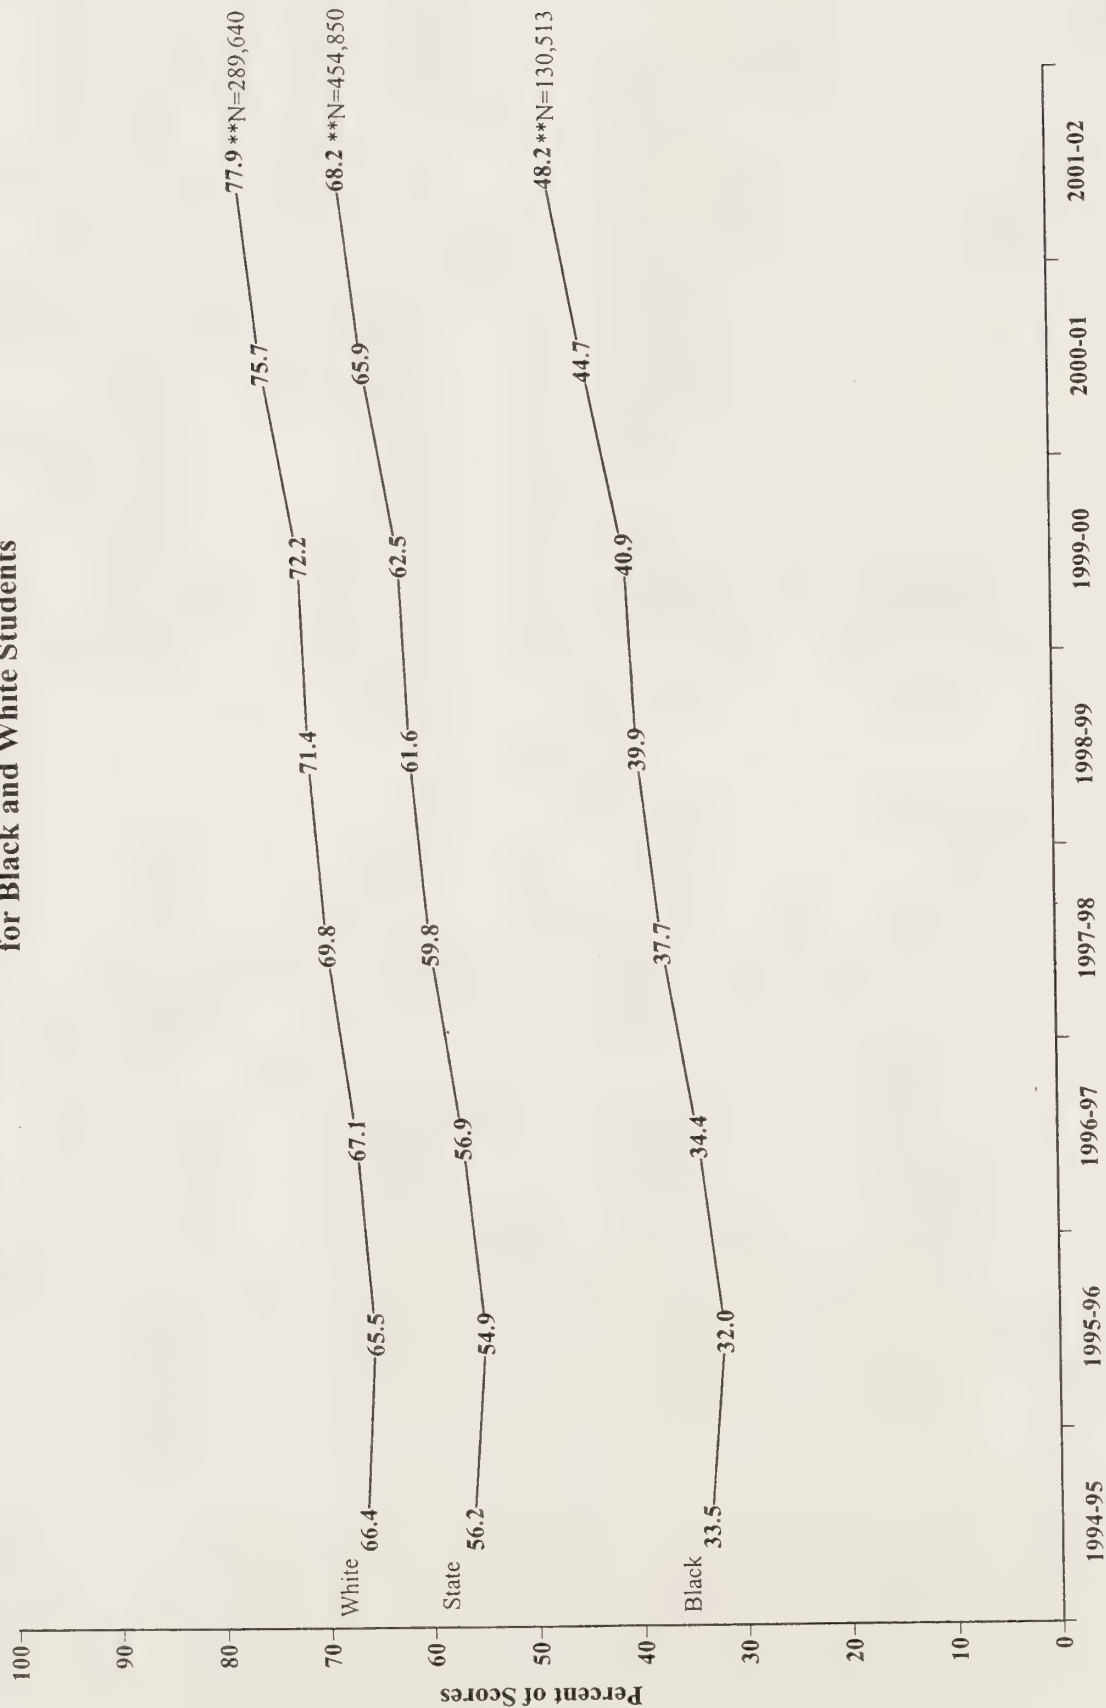 for Black and White Students
Percent of Scores
100
90
80
70
60
50
40
30
20
10
0
White
66.4 65.5 67.1 69.8 71.4 72.2 75.7 77.9 **N=289,640
State
56.2 54.9 56.9 59.8 61.6 62.5 65.9 68.2 **N=454,850
Black
33.5 32.0 34.4 37.7 39.9 40.9 44.7 48.2 **N=130,513
1994-95 1995-96 1996-97 1997-98 1998-99 1999-00 2000-01 2001-02